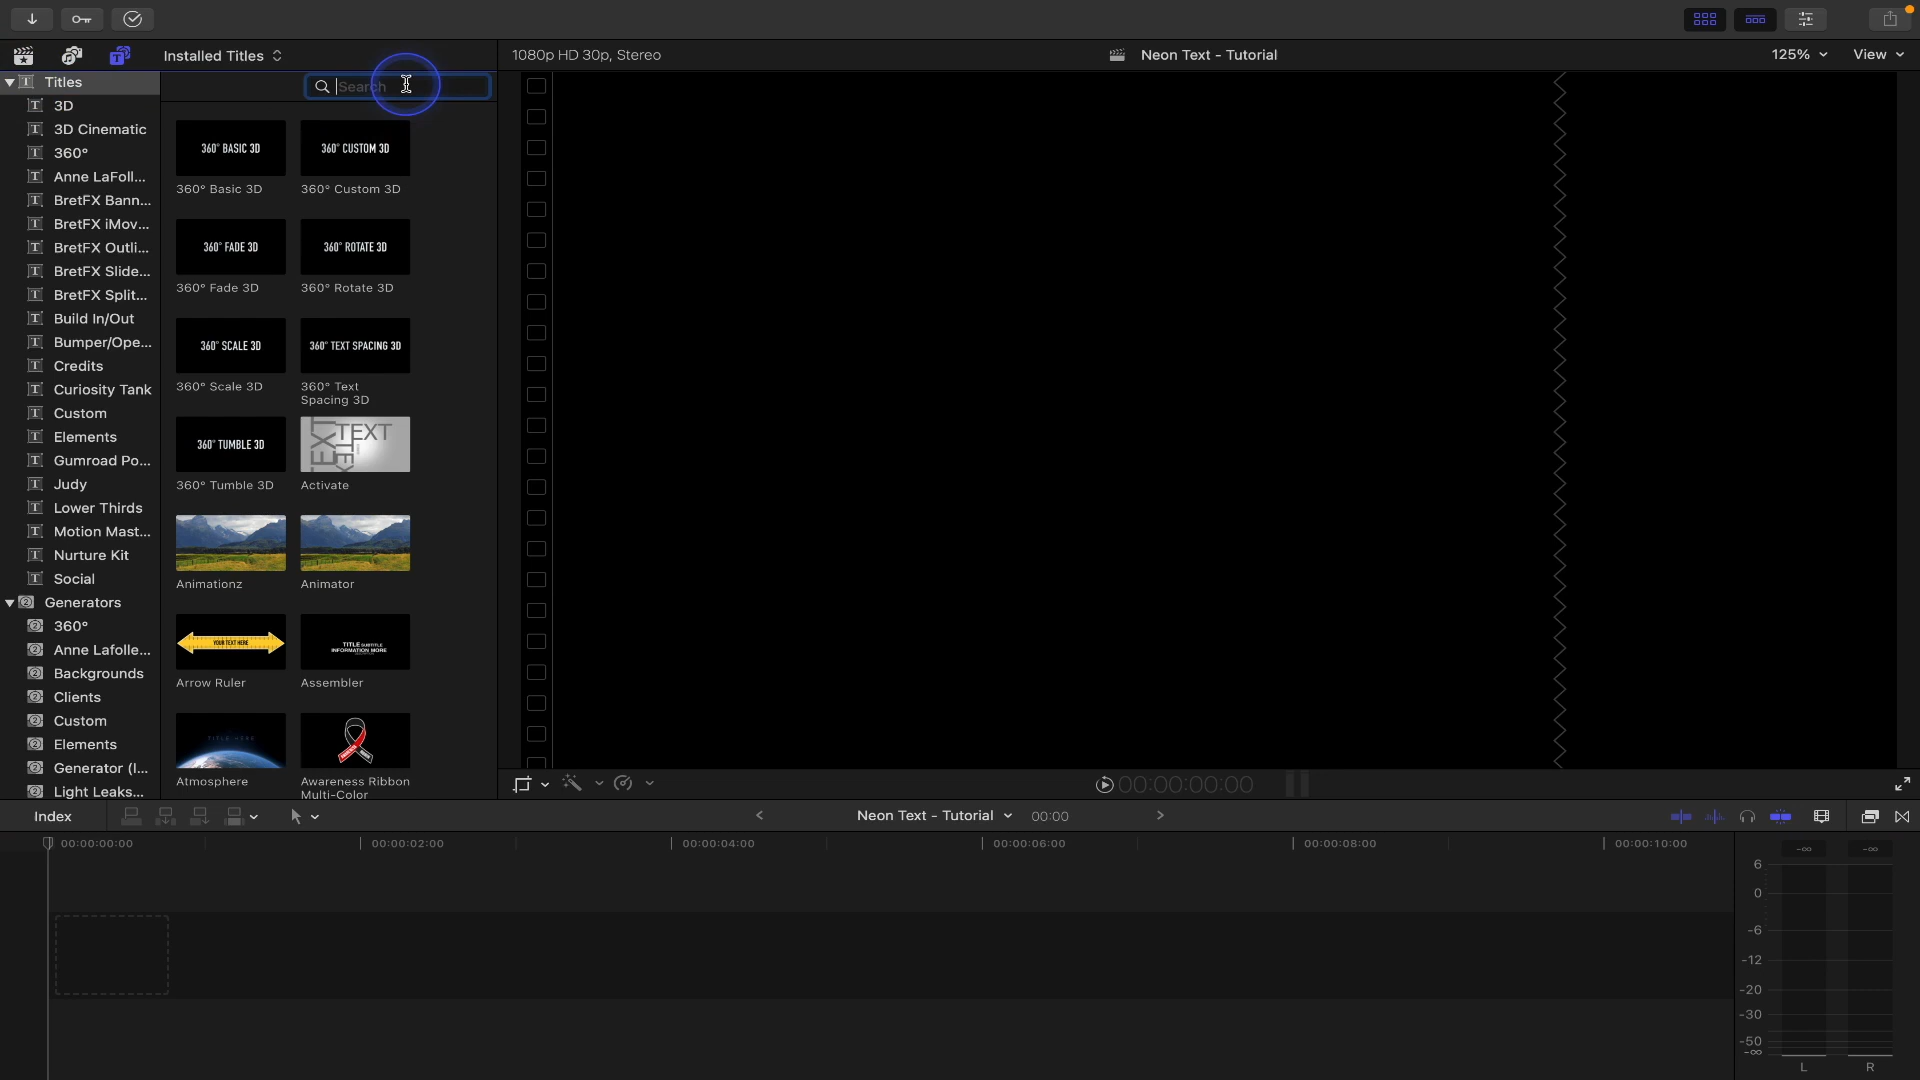 Installed Titles
1080p HD 30p, Stereo
Neon Text - Tutorial
125%
View
Titles
Search
3D
3D Cinematic
360°
Anne LaFoll...
BretFX Bann...
BretFX iMov...
BretFX Outli...
BretFX Slide...
BretFX Split...
Build In/Out
Bumper/Ope...
Credits
Curiosity Tank
Custom
Elements
Gumroad Po...
Judy
Lower Thirds
Motion Mast...
Nurture Kit
Social
Generators
360°
Anne Lafolle...
Backgrounds
Clients
Custom
Elements
Generator (I...
Light Leaks...
360° BASIC 3D
360° CUSTOM 3D
360° Basic 3D
360° Custom 3D
360° FADE 3D
360° ROTATE 3D
360° Fade 3D
360° Rotate 3D
360° SCALE 3D
360° TEXT SPACING 3D
360° Scale 3D
360° Text
Spacing 3D
360° TUMBLE 3D
TEXT
TEXT
360° Tumble 3D
Activate
Animationz
Animator
YOUR TEXT HERE
TITLE SUBTITLE
INFORMATION MORE
Arrow Ruler
Assembler
Atmosphere
Awareness Ribbon
Multi-Color
00:00:00:00
Index
Neon Text - Tutorial
00:00
00:00:00:00
00:00:02:00
00:00:04:00
00:00:06:00
00:00:08:00
00:00:10:00
-∞
-∞
6
0
-6
-12
-20
-30
-50
-∞
L
R